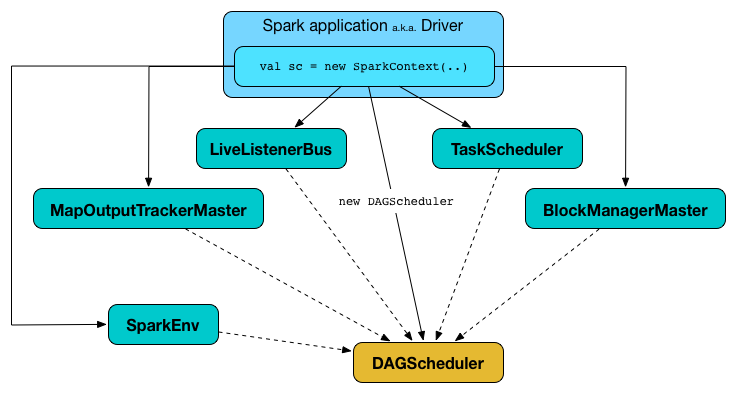 Spark application a.k.a. Driver
val sc = new SparkContext(..)
LiveListenerBus
TaskScheduler
MapOutputTrackerMaster
new DAGScheduler
BlockManagerMaster
SparkEnv
DAGScheduler